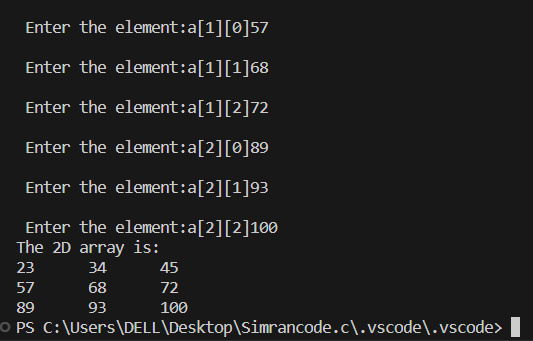 Enter the element:a[1][0]57
Enter the element:a[1][1]68
Enter the element:a[1][2]72
Enter the element:a[2][0]89
Enter the element:a[2][1]93
Enter the element:a[2][2]100
The 2D array is:
23 34 45
57 68 72
89 93 100
PS C:\Users\DELL\Desktop\Simrancode.c\.vscode\.vscode>